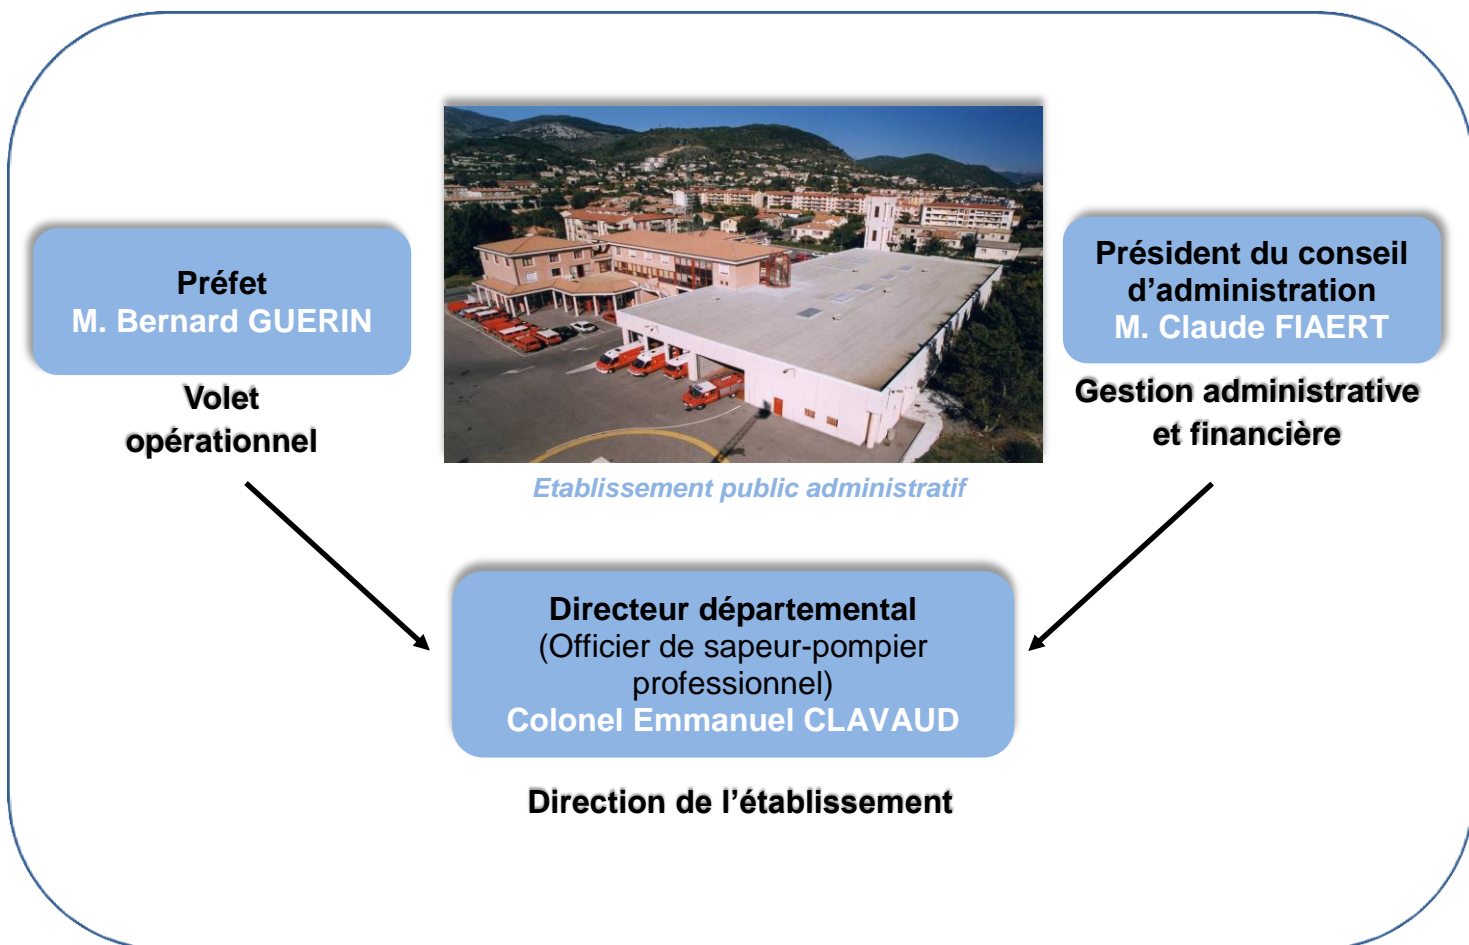 Préfet
M. Bernard GUERIN
Volet
opérationnel
Président du conseil
d’administration
M. Claude FIAERT
Gestion administrative
et financière
Etablissement public administratif
Directeur départemental
(Officier de sapeur-pompier
professionnel)
Colonel Emmanuel CLAVAUD
Direction de l’établissement